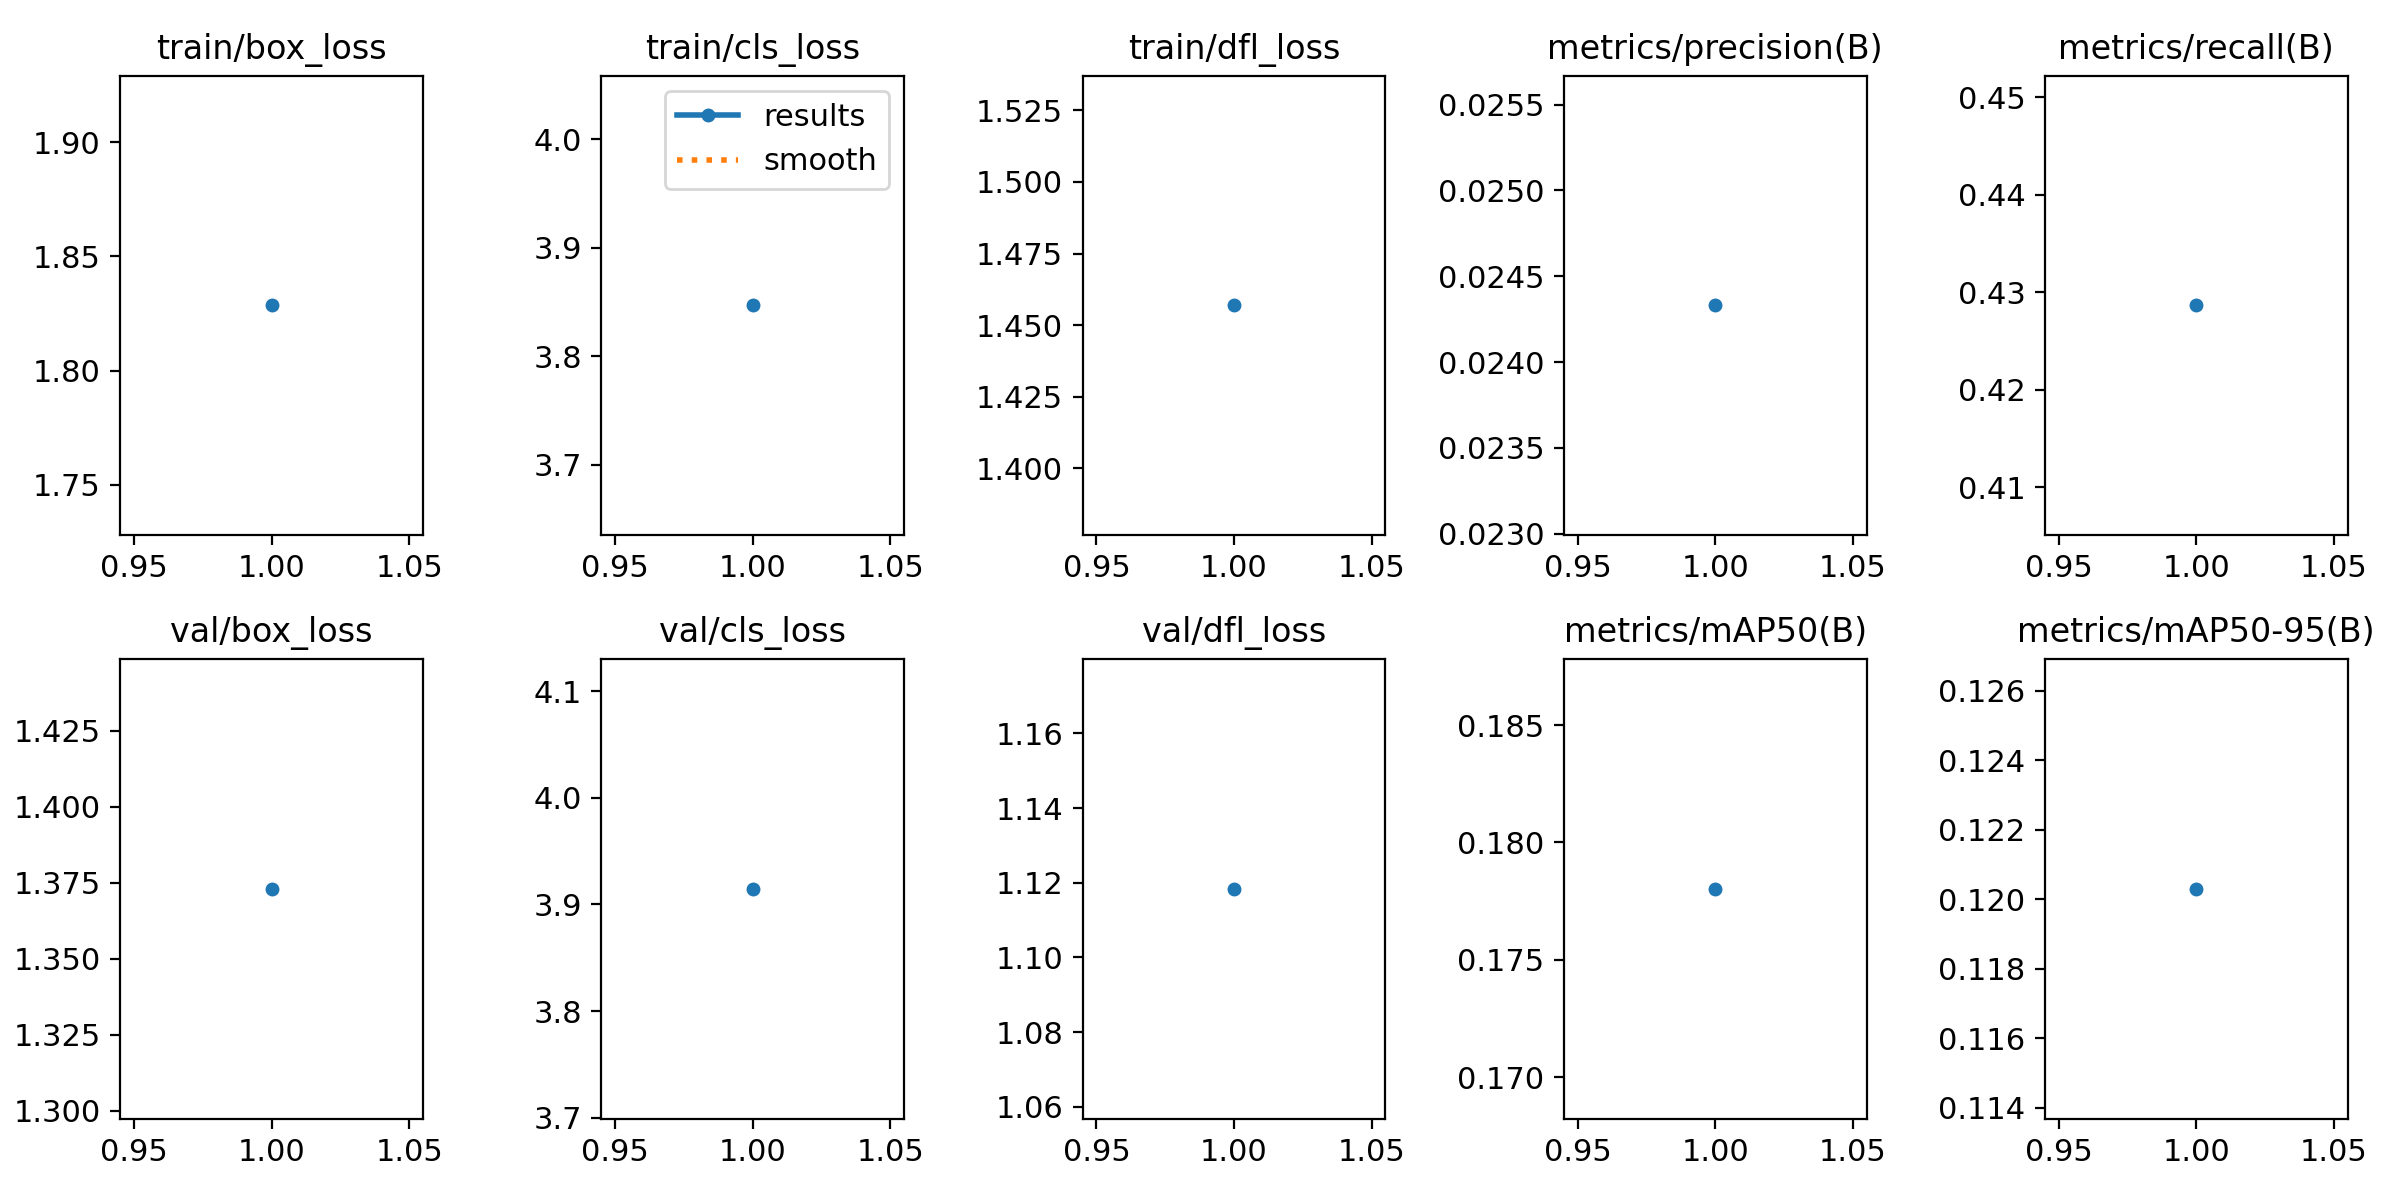 train/box_loss
1.90
1.85
1.80
1.75
0.95 1.00 1.05
train/cls_loss
results
smooth
4.0
3.9
3.8
3.7
0.95 1.00 1.05
train/dfl_loss
1.525
1.500
1.475
1.450
1.425
1.400
0.95 1.00 1.05
metrics/precision(B)
0.0255
0.0250
0.0245
0.0240
0.0235
0.0230
0.95 1.00 1.05
metrics/recall(B)
0.45
0.44
0.43
0.42
0.41
0.95 1.00 1.05
val/box_loss
1.425
1.400
1.375
1.350
1.325
1.300
0.95 1.00 1.05
val/cls_loss
4.1
4.0
3.9
3.8
3.7
0.95 1.00 1.05
val/dfl_loss
1.16
1.14
1.12
1.10
1.08
1.06
0.95 1.00 1.05
metrics/mAP50(B)
0.185
0.180
0.175
0.170
0.95 1.00 1.05
metrics/mAP50-95(B)
0.126
0.124
0.122
0.120
0.118
0.116
0.114
0.95 1.00 1.05